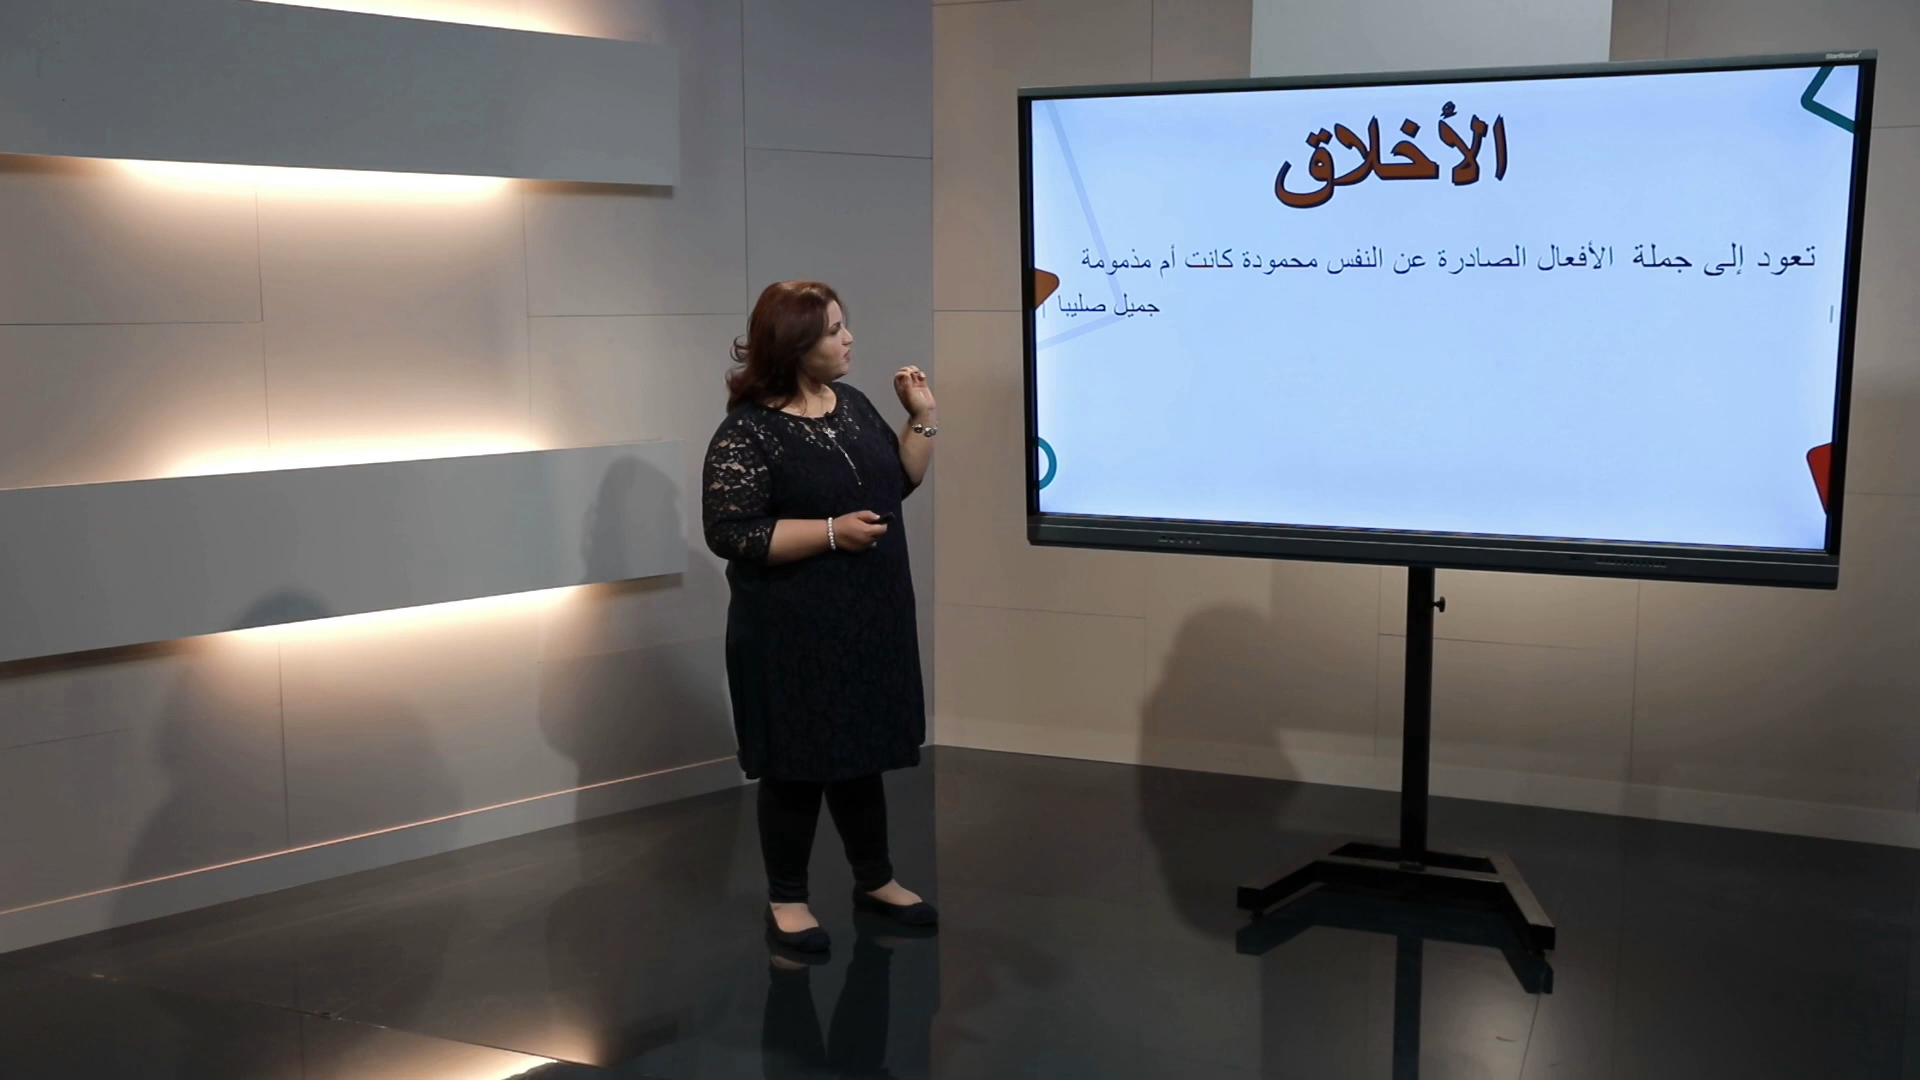 الأخلاق
تعود إلى جملة الأفعال الصادرة عن النفس محمودة كانت أم مذمومة
جميل صليبا